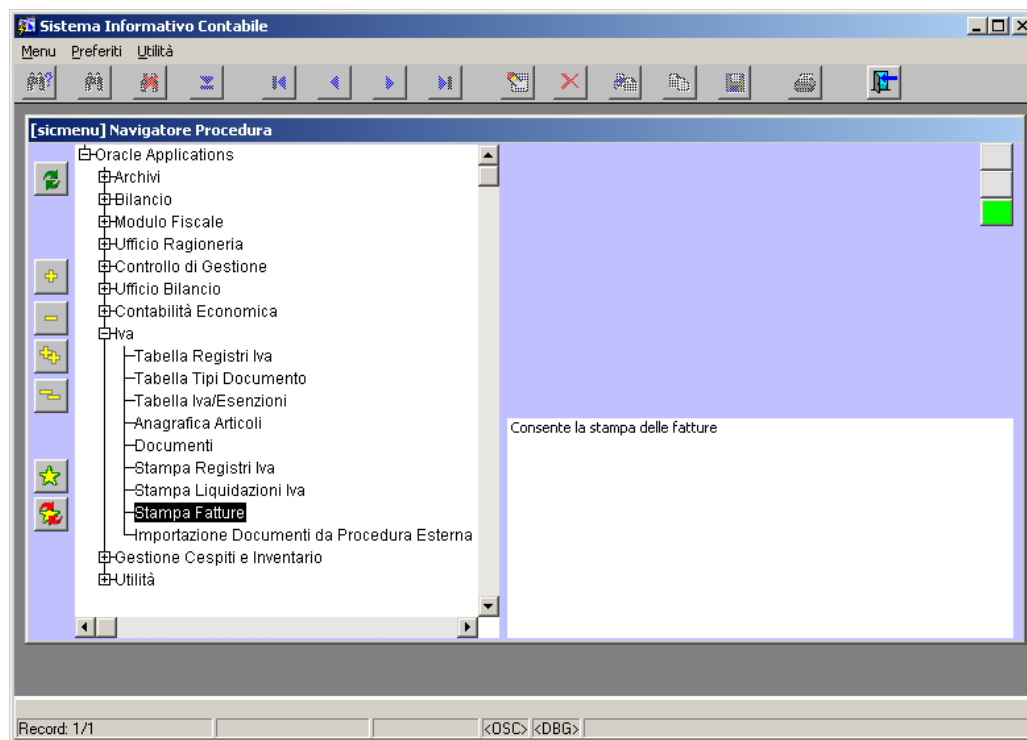 Sistema Informativo Contabile
Menu Preferiti Utilità
[sicmenu] Navigatore Procedura
Oracle Applications
Archivi
Bilancio
Modulo Fiscale
Ufficio Ragioneria
Controllo di Gestione
Ufficio Bilancio
Contabilità Economica
Iva
Tabella Registri Iva
Tabella Tipi Documento
Tabella Iva/Esenzioni
Anagrafica Articoli
Documenti
Stampa Registri Iva
Stampa Liquidazioni Iva
Stampa Fatture
Importazione Documenti da Procedura Esterna
Gestione Cespiti e Inventario
Utilità
Consente la stampa delle fatture
Record: 1/1 <OSC> <DBG>